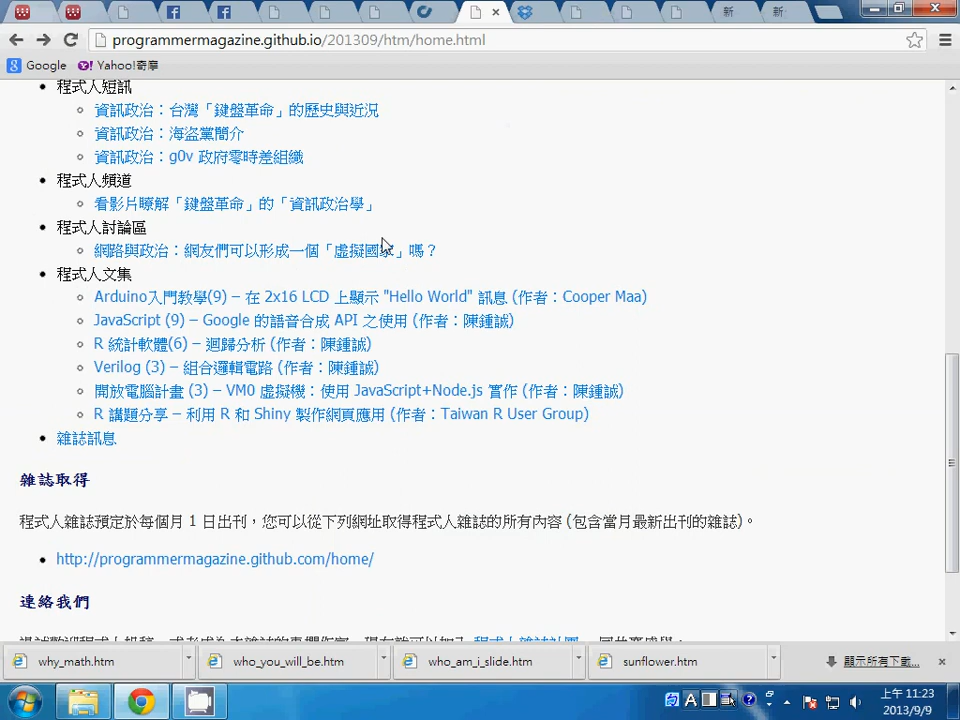 programmermagazine.github.io/201309/htm/home.html
Google Yahoo!奇摩
程式人短訊
資訊政治：台灣「鍵盤革命」的歷史與近況
資訊政治：海盜黨簡介
資訊政治：g0v 政府零時差組織
程式人頻道
看影片瞭解「鍵盤革命」的「資訊政治學」
程式人討論區
網路與政治：網友們可以形成一個「虛擬國家」嗎？
程式人文集
Arduino入門教學(9) – 在 2x16 LCD 上顯示 "Hello World" 訊息 (作者：Cooper Maa)
JavaScript (9) – Google 的語音合成 API 之使用 (作者：陳鍾誠)
R 統計軟體(6) – 迴歸分析 (作者：陳鍾誠)
Verilog (3) – 組合邏輯電路 (作者：陳鍾誠)
開放電腦計畫 (3) – VM0 虛擬機：使用 JavaScript+Node.js 實作 (作者：陳鍾誠)
R 講題分享 – 利用 R 和 Shiny 製作網頁應用 (作者：Taiwan R User Group)
雜誌訊息
雜誌取得
程式人雜誌預定於每個月 1 日出刊，您可以從下列網址取得程式人雜誌的所有內容 (包含當月最新出刊的雜誌)。
http://programmermagazine.github.com/home/
連絡我們
why_math.htm who_you_will_be.htm who_am_i_slide.htm sunflower.htm 顯示所有下載...
上午 11:23
2013/9/9